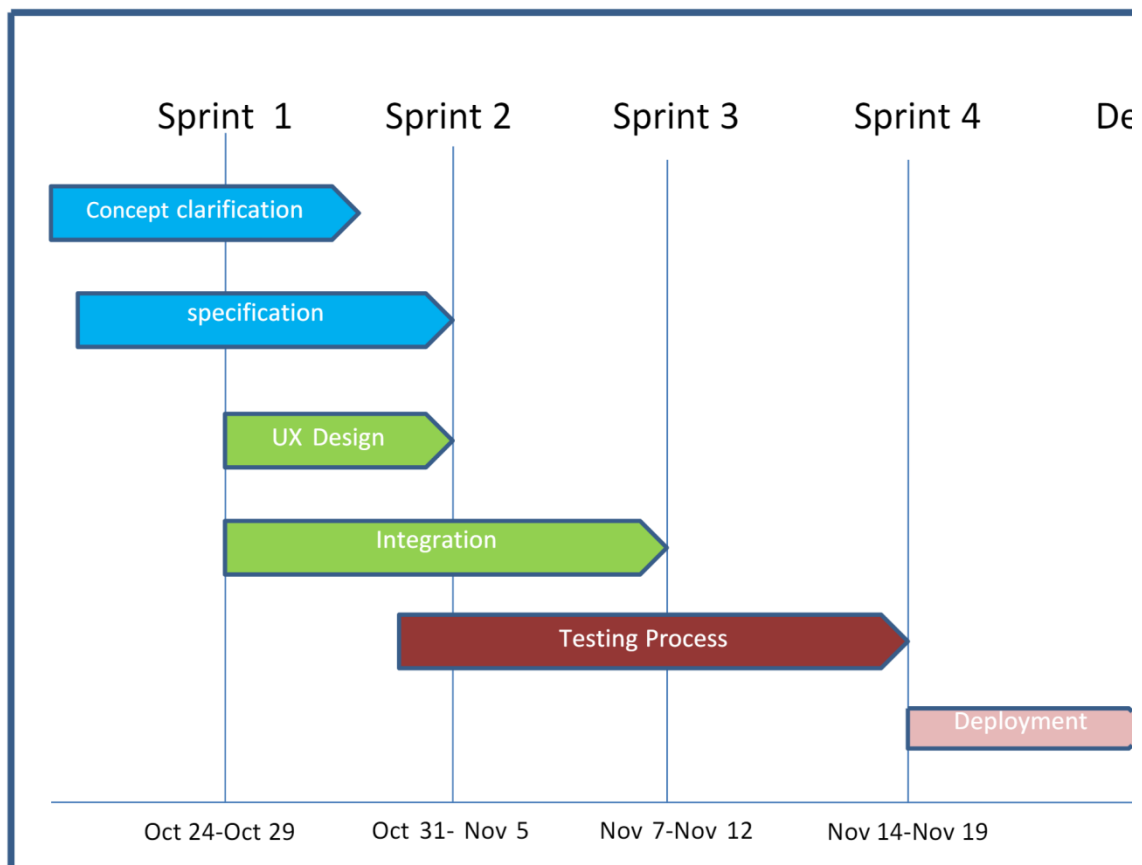 Sprint 1 Sprint 2 Sprint 3 Sprint 4 De
Concept clarification
specification
UX Design
Integration
Testing Process
Deployment
Oct 24-Oct 29 Oct 31- Nov 5 Nov 7-Nov 12 Nov 14-Nov 19